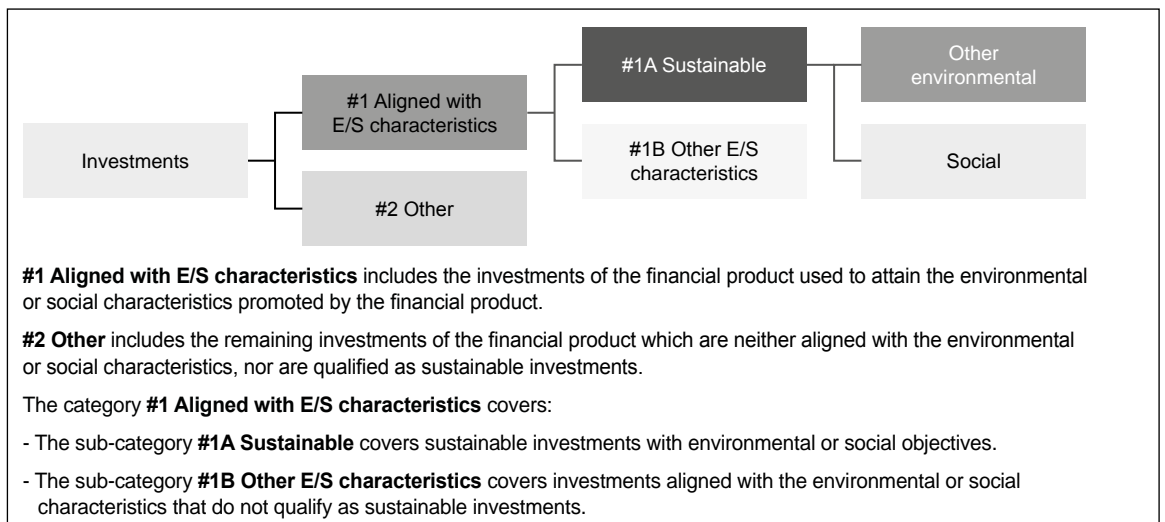 #1A Sustainable
Other
environmental
#1 Aligned with
E/S characteristics
Investments
#1B Other E/S
characteristics
Social
#2 Other
#1 Aligned with E/S characteristics includes the investments of the financial product used to attain the environmental
or social characteristics promoted by the financial product.
#2 Other includes the remaining investments of the financial product which are neither aligned with the environmental
or social characteristics, nor are qualified as sustainable investments.
The category #1 Aligned with E/S characteristics covers:
- The sub-category #1A Sustainable covers sustainable investments with environmental or social objectives.
- The sub-category #1B Other E/S characteristics covers investments aligned with the environmental or social
characteristics that do not qualify as sustainable investments.